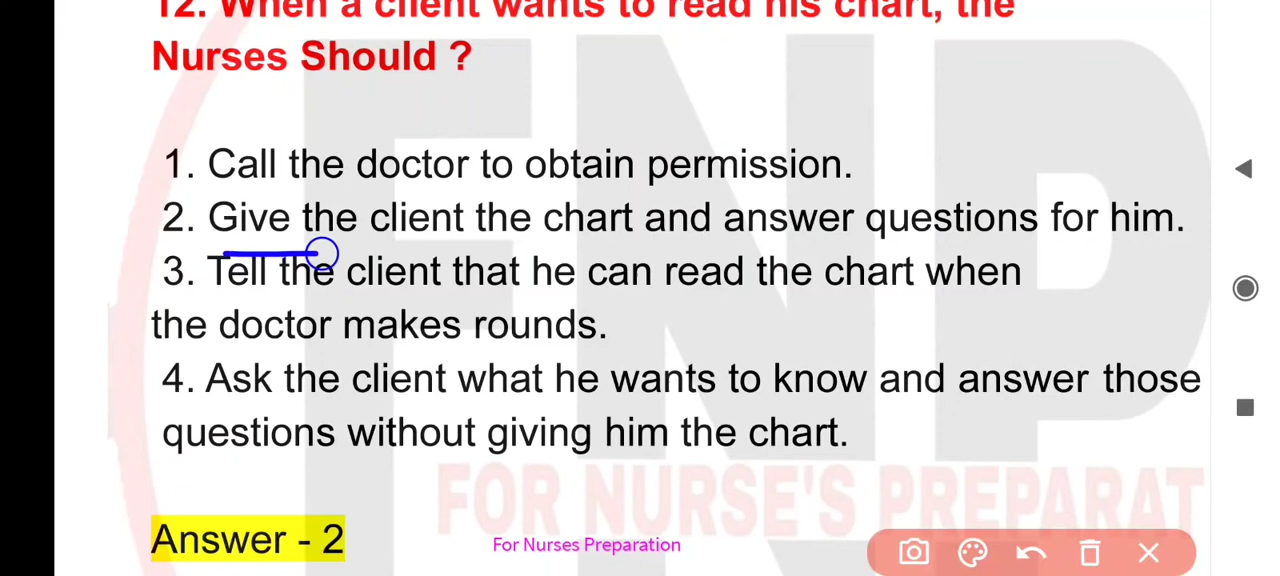 12. When a client wants to read his chart, the
Nurses Should ?
1. Call the doctor to obtain permission.
2. Give the client the chart and answer questions for him.
3. Tell the client that he can read the chart when
the doctor makes rounds.
4. Ask the client what he wants to know and answer those
questions without giving him the chart.
FNP
FOR NURSE'S PREPARAT
Answer - 2
For Nurses Preparation